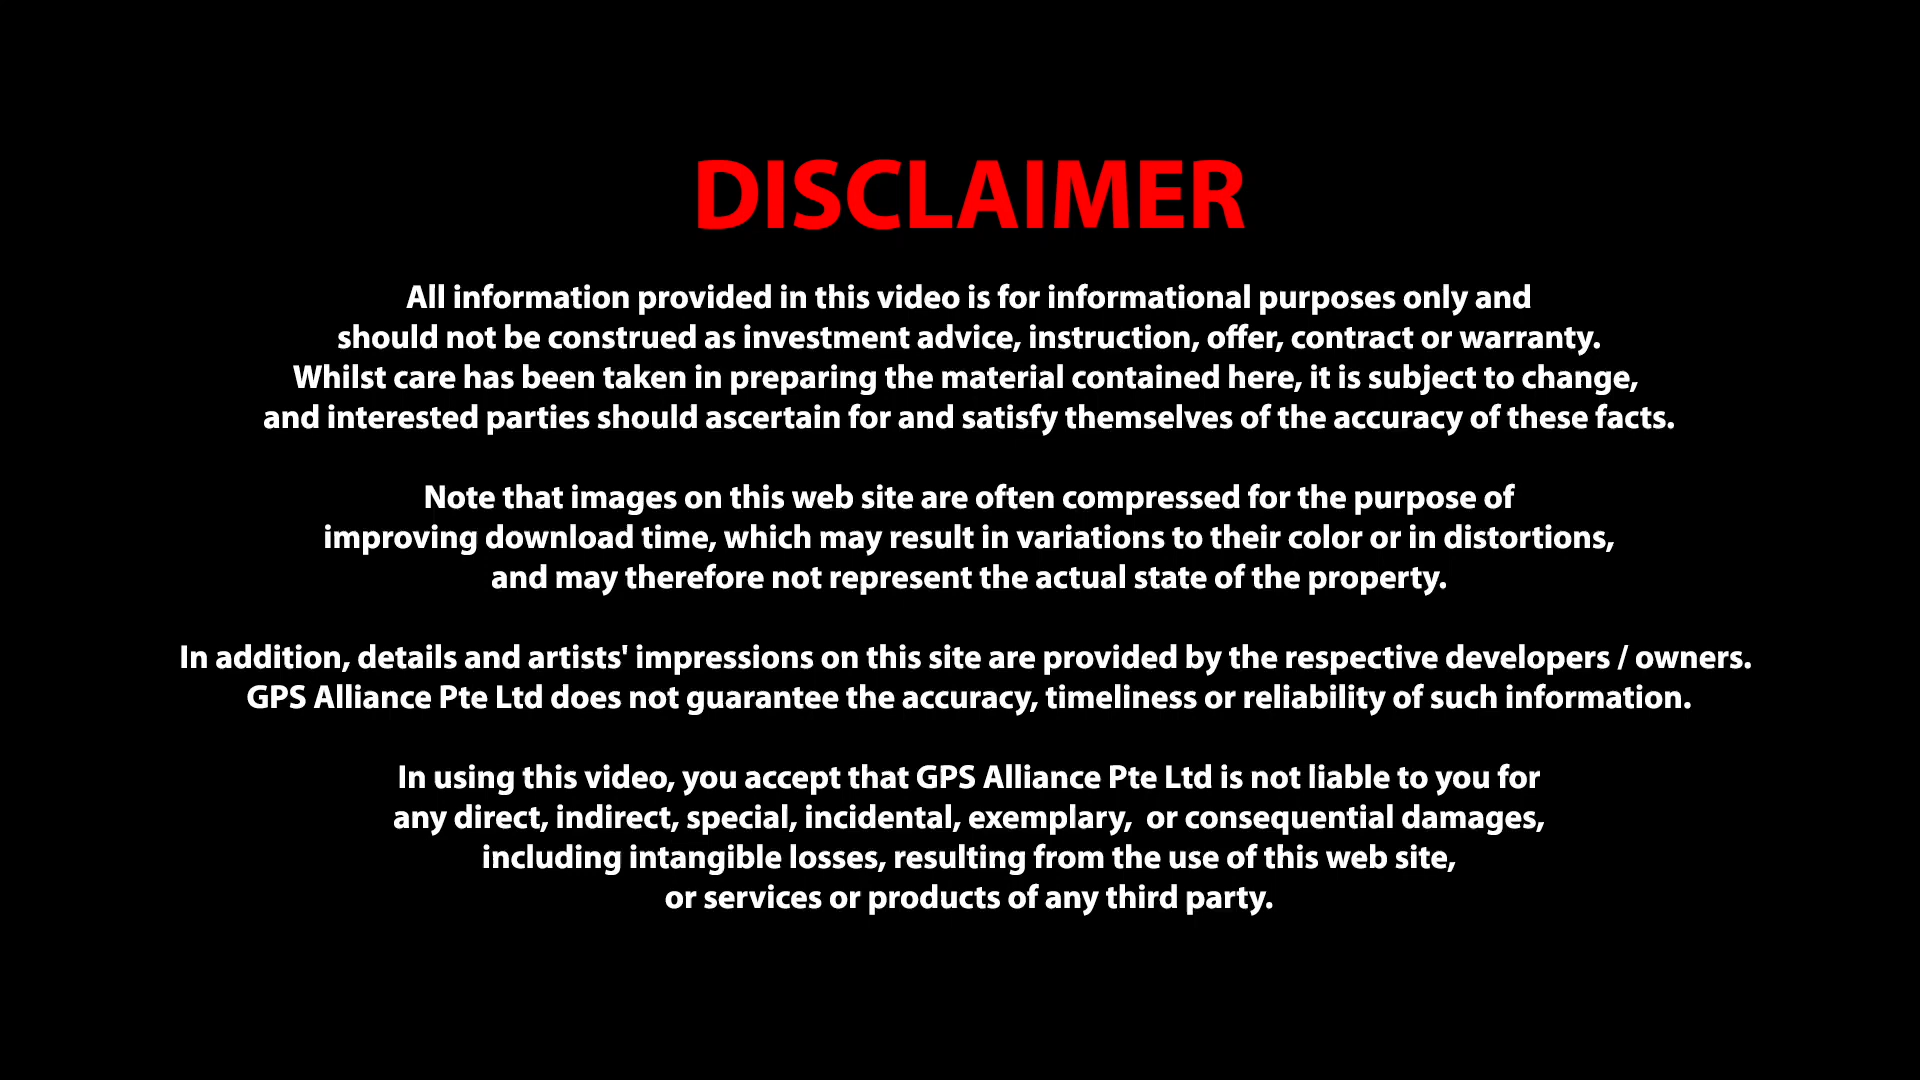 DISCLAIMER
All information provided in this video is for informational purposes only and
should not be construed as investment advice, instruction, offer, contract or warranty.
Whilst care has been taken in preparing the material contained here, it is subject to change,
and interested parties should ascertain for and satisfy themselves of the accuracy of these facts.
Note that images on this web site are often compressed for the purpose of
improving download time, which may result in variations to their color or in distortions,
and may therefore not represent the actual state of the property.
In addition, details and artists' impressions on this site are provided by the respective developers / owners.
GPS Alliance Pte Ltd does not guarantee the accuracy, timeliness or reliability of such information.
In using this video, you accept that GPS Alliance Pte Ltd is not liable to you for
any direct, indirect, special, incidental, exemplary,  or consequential damages,
including intangible losses, resulting from the use of this web site,
or services or products of any third party.